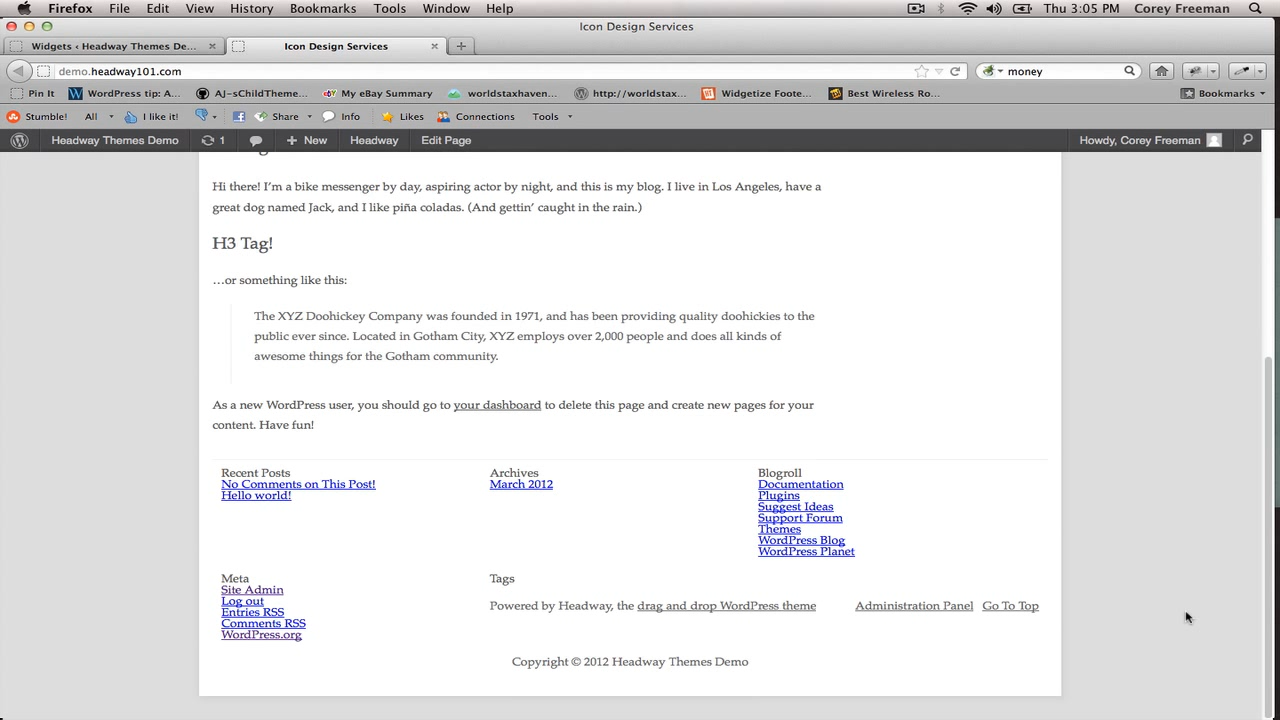 Firefox File Edit View History Bookmarks Tools Window Help Thu 3:05 PM Corey Freeman
Icon Design Services
Widgets ‹ Headway Themes De... Icon Design Services
demo.headway101.com money
Pin It WordPress tip: A... AJ-sChildTheme... My eBay Summary worldstaxhaven... http://worldstax... Widgetize Foote... Best Wireless Ro... Bookmarks
Stumble! All I like it! Share Info Likes Connections Tools
Headway Themes Demo 1 New Headway Edit Page Howdy, Corey Freeman
Hi there! I'm a bike messenger by day, aspiring actor by night, and this is my blog. I live in Los Angeles, have a
great dog named Jack, and I like piña coladas. (And gettin' caught in the rain.)
H3 Tag!
…or something like this:
The XYZ Doohickey Company was founded in 1971, and has been providing quality doohickies to the
public ever since. Located in Gotham City, XYZ employs over 2,000 people and does all kinds of
awesome things for the Gotham community.
As a new WordPress user, you should go to your dashboard to delete this page and create new pages for your
content. Have fun!
Recent Posts
No Comments on This Post!
Hello world!
Archives
March 2012
Blogroll
Documentation
Plugins
Suggest Ideas
Support Forum
Themes
WordPress Blog
WordPress Planet
Meta
Site Admin
Log out
Entries RSS
Comments RSS
WordPress.org
Tags
Powered by Headway, the drag and drop WordPress theme Administration Panel Go To Top
Copyright © 2012 Headway Themes Demo